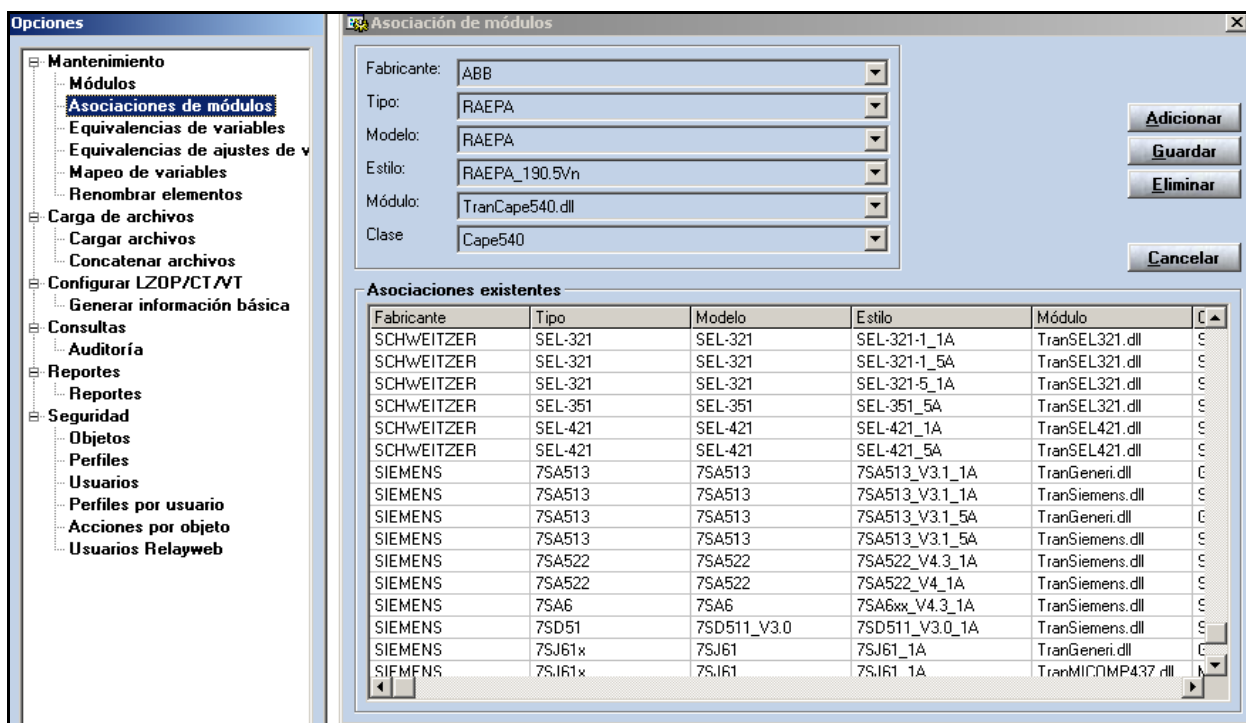 Opciones
Mantenimiento
Módulos
Asociaciones de módulos
Equivalencias de variables
Equivalencias de ajustes de v
Mapeo de variables
Renombrar elementos
Carga de archivos
Cargar archivos
Concatenar archivos
Configurar LZOP/CT/VT
Generar información básica
Consultas
Auditoría
Reportes
Reportes
Seguridad
Objetos
Perfiles
Usuarios
Perfiles por usuario
Acciones por objeto
Usuarios Relayweb
Asociación de módulos
Fabricante: ABB
Tipo: RAEPA
Modelo: RAEPA
Estilo: RAEPA_190.5Vn
Módulo: TranCape540.dll
Clase Cape540
Adicionar
Guardar
Eliminar
Cancelar
Asociaciones existentes
Fabricante Tipo Modelo Estilo Módulo
SCHWEITZER SEL-321 SEL-321 SEL-321-1_1A TranSEL321.dll
SCHWEITZER SEL-321 SEL-321 SEL-321-1_5A TranSEL321.dll
SCHWEITZER SEL-321 SEL-321 SEL-321-5_1A TranSEL321.dll
SCHWEITZER SEL-351 SEL-351 SEL-351_5A TranSEL321.dll
SCHWEITZER SEL-421 SEL-421 SEL-421_1A TranSEL421.dll
SCHWEITZER SEL-421 SEL-421 SEL-421_5A TranSEL421.dll
SIEMENS 7SA513 7SA513 7SA513_V3.1_1A TranGeneri.dll
SIEMENS 7SA513 7SA513 7SA513_V3.1_1A TranSiemens.dll
SIEMENS 7SA513 7SA513 7SA513_V3.1_5A TranGeneri.dll
SIEMENS 7SA513 7SA513 7SA513_V3.1_5A TranSiemens.dll
SIEMENS 7SA522 7SA522 7SA522_V4.3_1A TranSiemens.dll
SIEMENS 7SA522 7SA522 7SA522_V4_1A TranSiemens.dll
SIEMENS 7SA6 7SA6 7SA6xx_V4.3_1A TranSiemens.dll
SIEMENS 7SD51 7SD511_V3.0 7SD511_V3.0_1A TranSiemens.dll
SIEMENS 7SJ61x 7SJ61 7SJ61_1A TranGeneri.dll
SIEMENS 7SJ61x 7SJ61 7SJ61_1A TranMICOMP437.dll